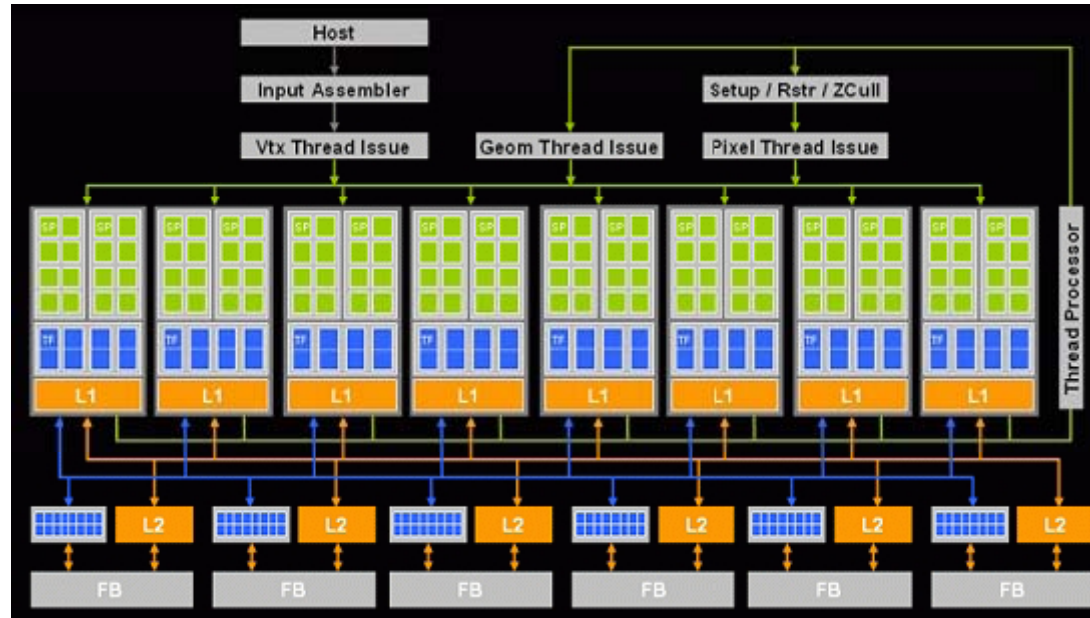 Host
Input Assembler
Setup / Rstr / ZCull
Vtx Thread Issue
Geom Thread Issue
Pixel Thread Issue
SP SP SP SP SP SP SP SP SP SP SP SP SP SP SP SP
Thread Processor
TF TF TF TF TF TF TF TF
L1 L1 L1 L1 L1 L1 L1 L1
L2 L2 L2 L2 L2 L2
FB FB FB FB FB FB